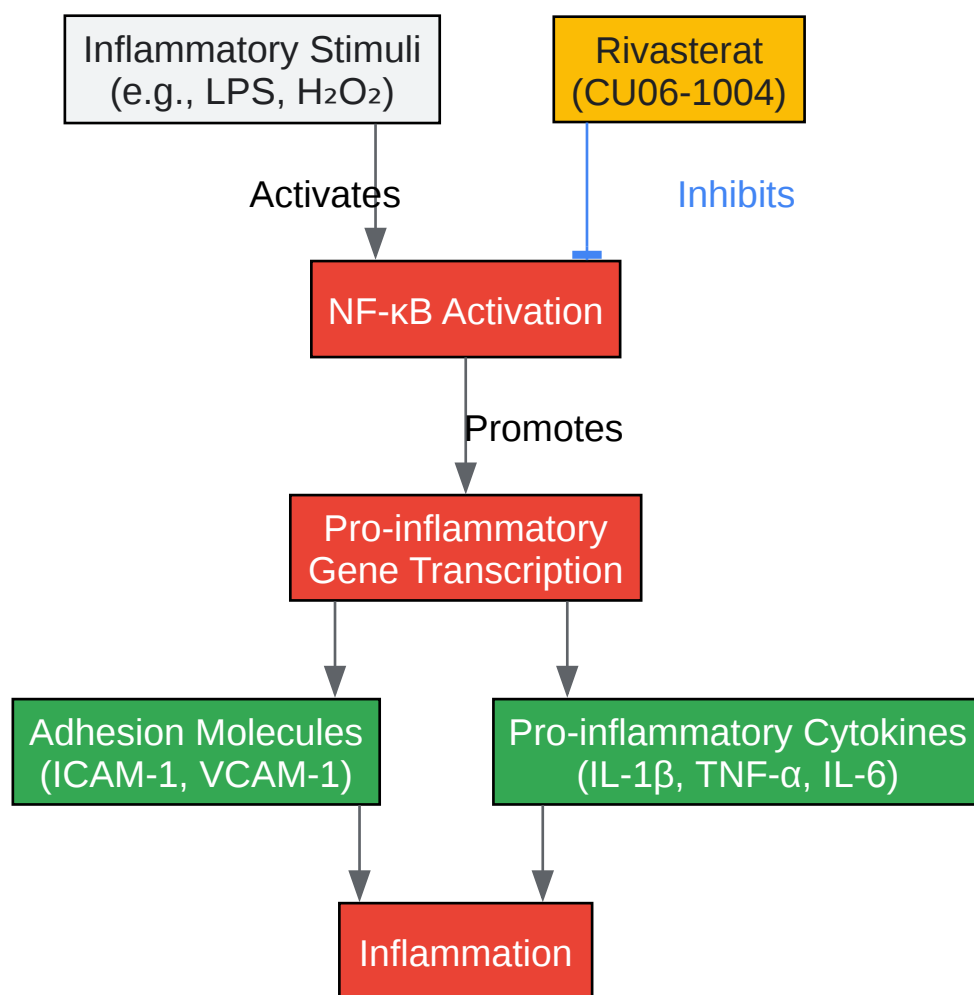 Inflammatory Stimuli
(e.g., LPS, H₂O₂)
Rivasterat
(CU06-1004)
Activates
Inhibits
NF-κB Activation
Promotes
Pro-inflammatory
Gene Transcription
Adhesion Molecules
(ICAM-1, VCAM-1)
Pro-inflammatory Cytokines
(IL-1β, TNF-α, IL-6)
Inflammation